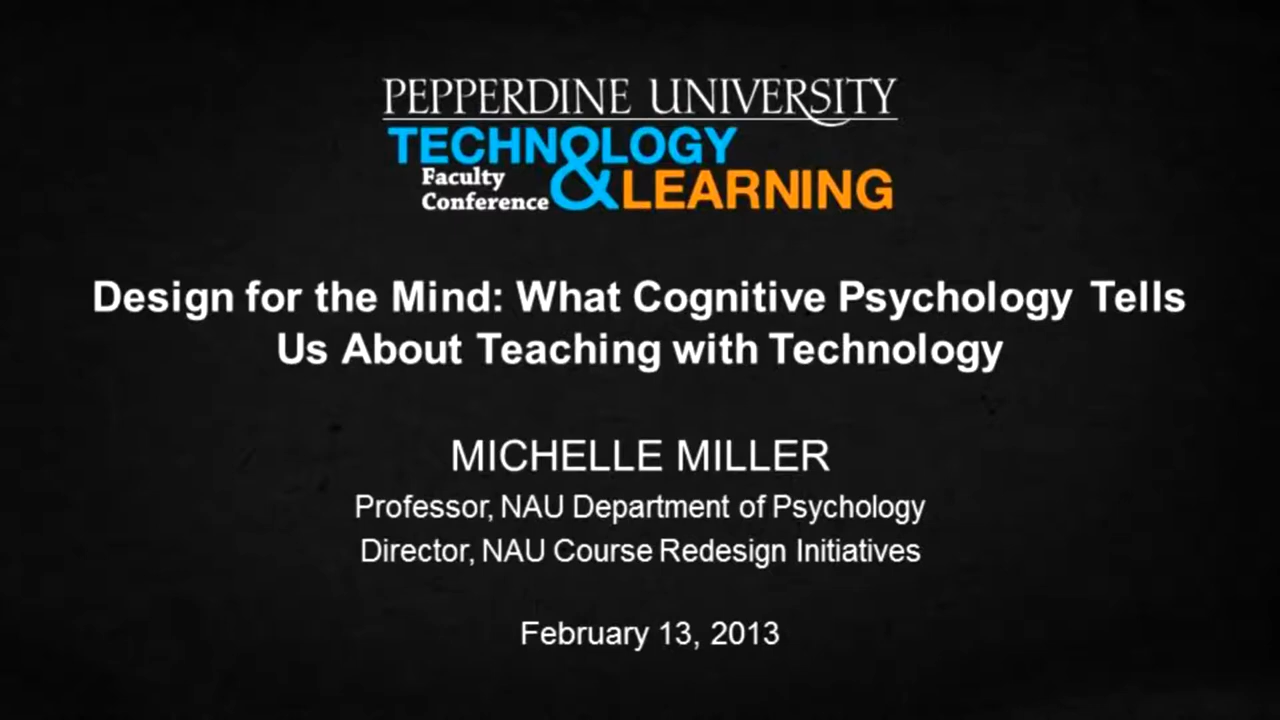 PEPPERDINE UNIVERSITY
TECHNOLOGY
Faculty
Conference
& LEARNING
Design for the Mind: What Cognitive Psychology Tells
Us About Teaching with Technology
MICHELLE MILLER
Professor, NAU Department of Psychology
Director, NAU Course Redesign Initiatives
February 13, 2013